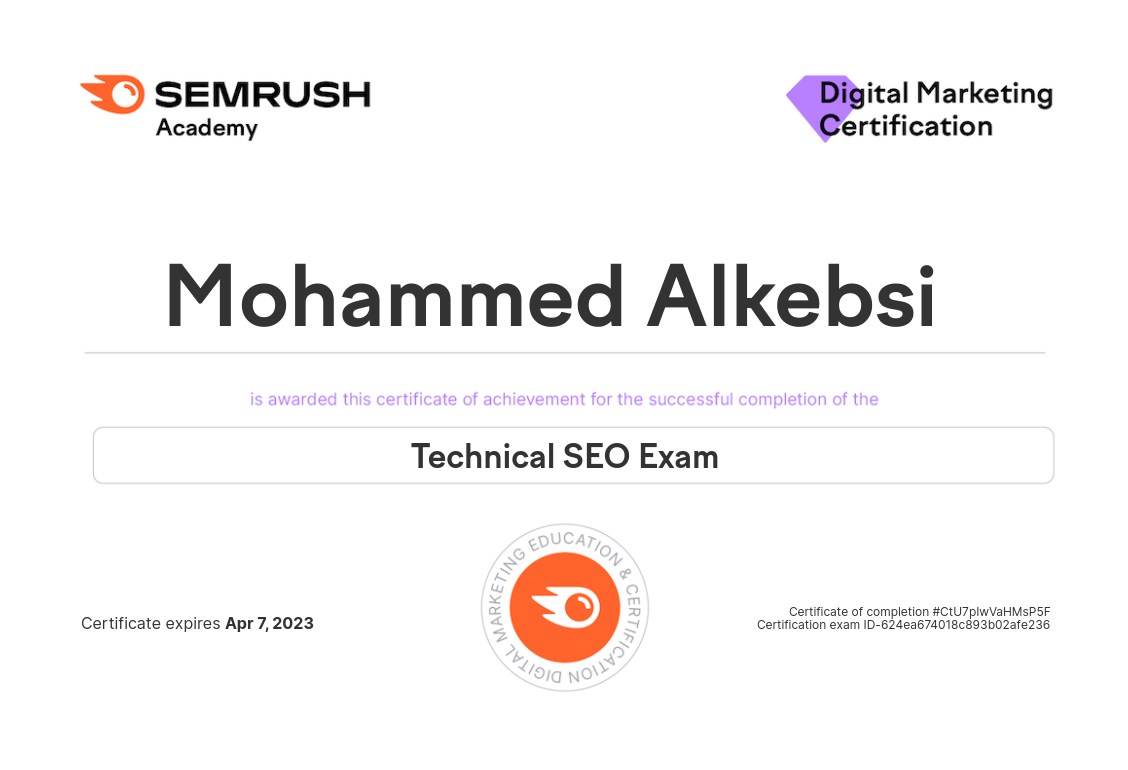 SEMRUSH
Academy
Digital Marketing
Certification
Mohammed Alkebsi
is awarded this certificate of achievement for the successful completion of the
Technical SEO Exam
DIGITAL MARKETING EDUCATION & CERTIFICATION
Certificate expires Apr 7, 2023
Certificate of completion #CtU7plwVaHMsP5F
Certification exam ID-624ea674018c893b02afe236